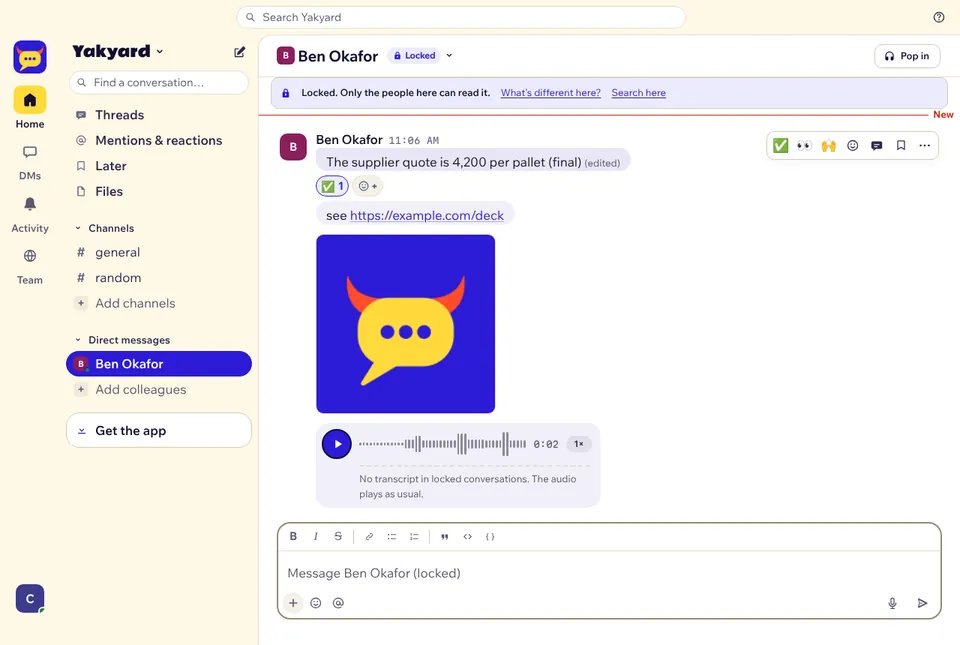 Search Yakyard
Yakyard
Find a conversation…
Home
DMs
Activity
Team
C
Threads
Mentions & reactions
Later
Files
Channels
# general
# random
+ Add channels
Direct messages
B Ben Okafor
+ Add colleagues
Get the app
B Ben Okafor Locked
Pop in
Locked. Only the people here can read it. What's different here? Search here
New
B
Ben Okafor 11:06 AM
The supplier quote is 4,200 per pallet (final) (edited)
✅ 1
see https://example.com/deck
0:02 1×
No transcript in locked conversations. The audio
plays as usual.
B I S
Message Ben Okafor (locked)